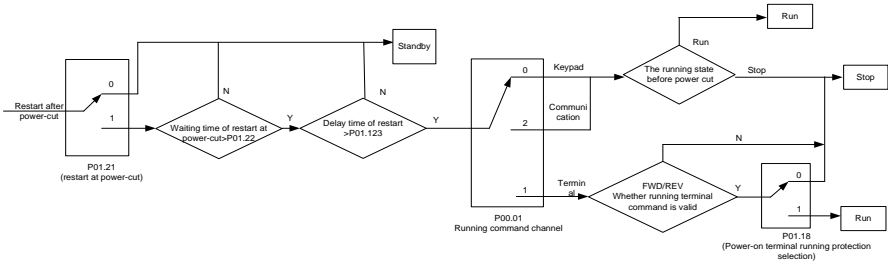 Restart after
power-cut
0
1
P01.21
(restart at power-cut)
N
Waiting time of restart at
power-cut>P01.22
Y
N
Delay time of restart
>P01.123
Y
Standby
0
2
1
P00.01
Running command channel
Keypad
Communi
cation
Termin
al
Run
The running state
before power cut
Run
Stop
Stop
N
FWD/REV
Whether running terminal
command is valid
Y
0
1
P01.18
(Power-on terminal running protection
selection)
Run